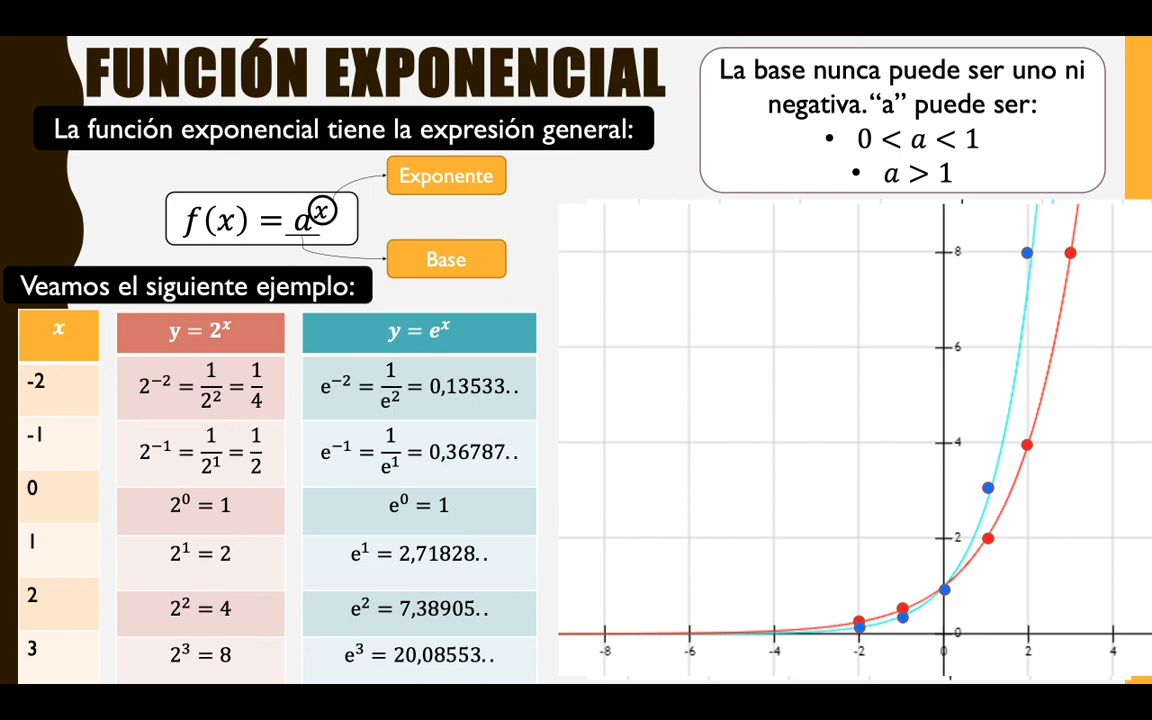 FUNCIÓN EXPONENCIAL
La función exponencial tiene la expresión general:
f(x) = a^x
Exponente
Base
La base nunca puede ser uno ni
negativa.“a” puede ser:
• 0 < a < 1
• a > 1
Veamos el siguiente ejemplo:
x y = 2^x y = e^x
-2 2^−2 = 1/2^2 = 1/4 e^−2 = 1/e^2 = 0,13533..
-1 2^−1 = 1/2^1 = 1/2 e^−1 = 1/e^1 = 0,36787..
0 2^0 = 1 e^0 = 1
1 2^1 = 2 e^1 = 2,71828..
2 2^2 = 4 e^2 = 7,38905..
3 2^3 = 8 e^3 = 20,08553..
8
6
4
2
0
-8 -6 -4 -2 0 2 4